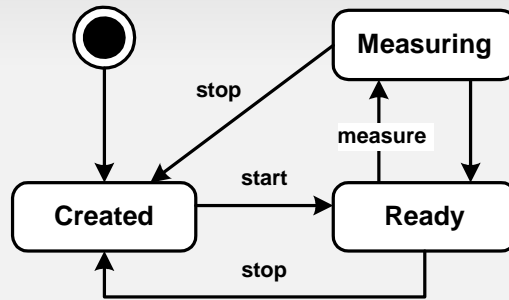 Measuring
stop
measure
start
Created
Ready
stop